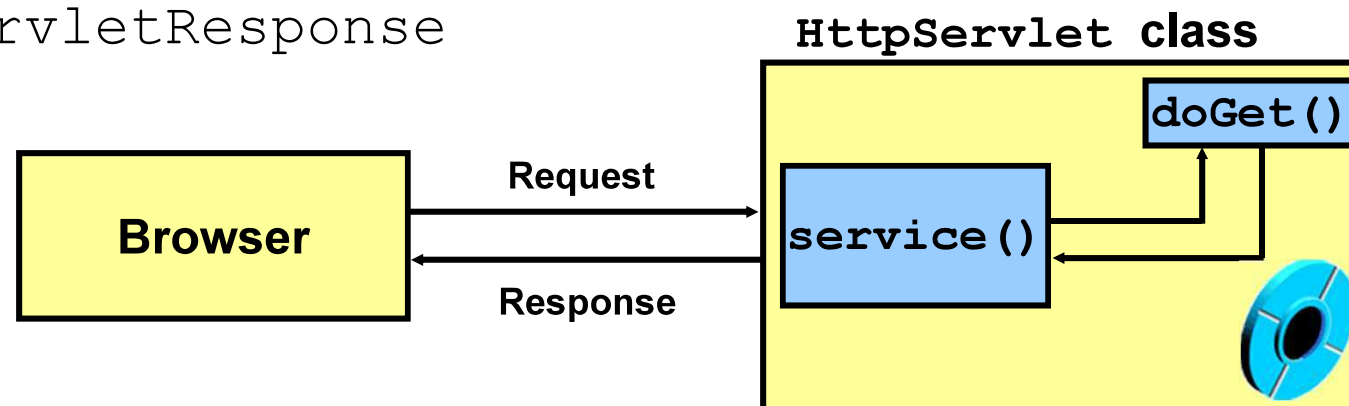 rvletResponse
HttpServlet class
doGet()
Request
Browser
service()
Response